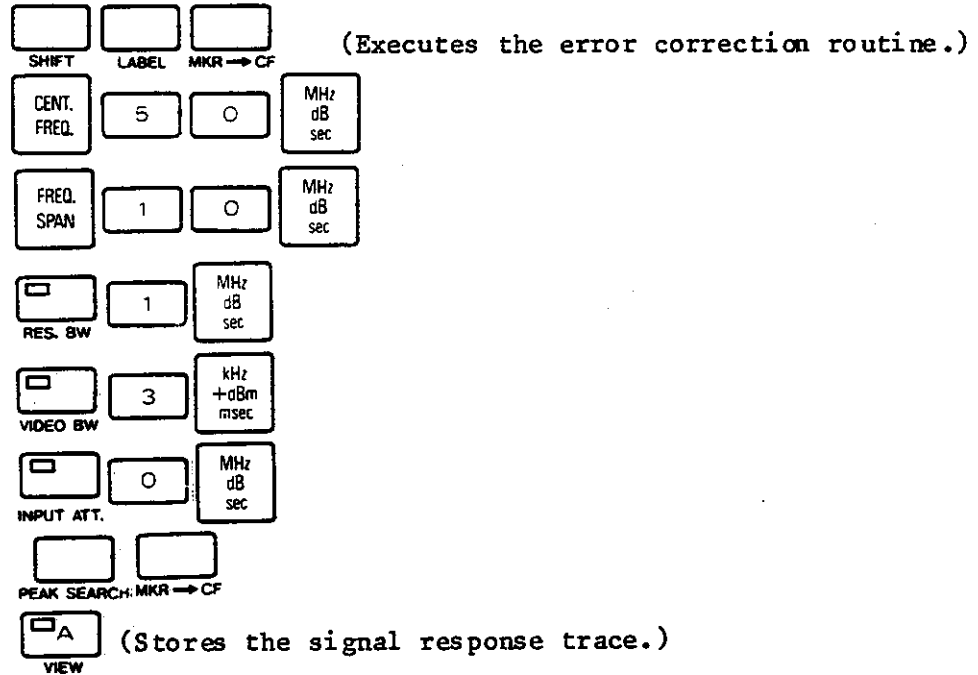 (Executes the error correction routine.)
SHIFT LABEL MKR → CF
CENT. FREQ. 5 0 MHz dB sec
FREQ. SPAN 1 0 MHz dB sec
1 MHz dB sec
RES. BW
3 kHz +dBm msec
VIDEO BW
0 MHz dB sec
INPUT ATT.
PEAK SEARCH MKR → CF
A (Stores the signal response trace.)
VIEW